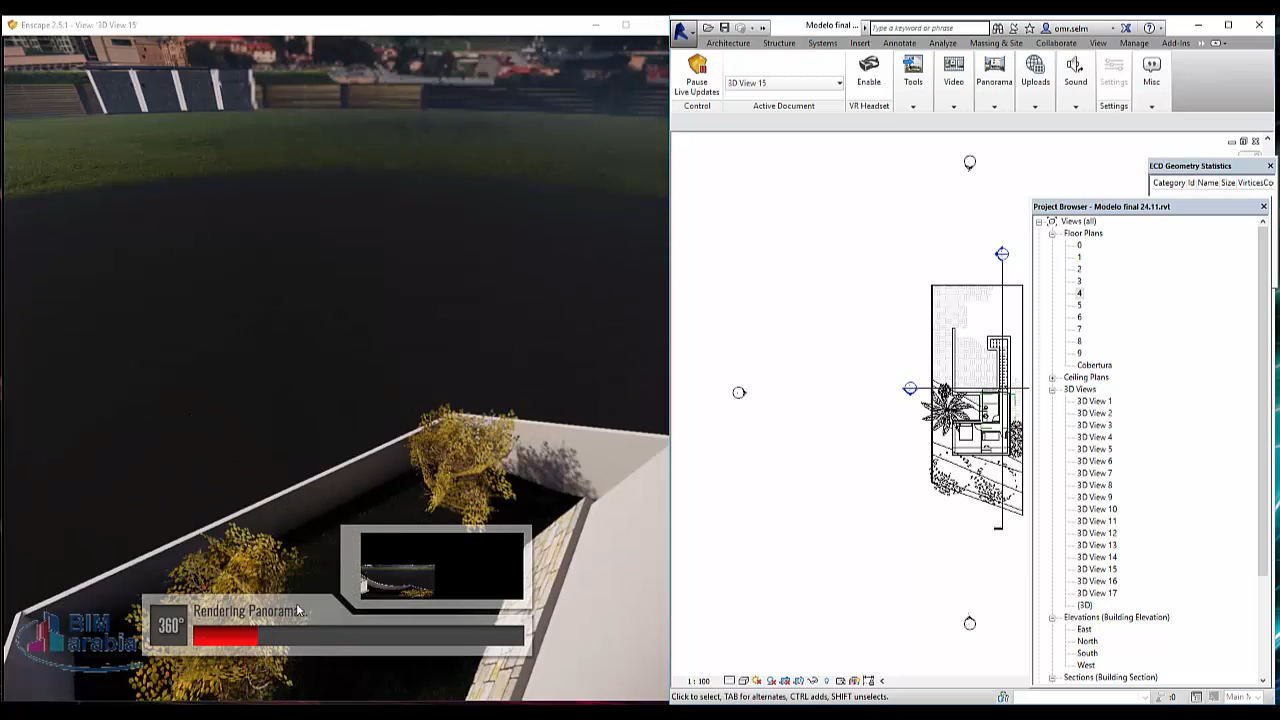 Enscape 2.5.1 - View: '3D View 15'
Modelo final ...
Type a keyword or phrase
omr.selm
Architecture Structure Systems Insert Annotate Analyze Massing & Site Collaborate View Manage Add-Ins
Pause
Live Updates
3D View 15
Enable
Tools
Video
Panorama
Uploads
Sound
Settings
Misc
Control
Active Document
VR Headset
Settings
ECD Geometry Statistics
Category Id Name Size VirticesCo
Project Browser - Modelo final 24.11.rvt
Views (all)
Floor Plans
0
1
2
3
4
5
6
7
8
9
Cobertura
Ceiling Plans
3D Views
3D View 1
3D View 2
3D View 3
3D View 4
3D View 5
3D View 6
3D View 7
3D View 8
3D View 9
3D View 10
3D View 11
3D View 12
3D View 13
3D View 14
3D View 15
3D View 16
3D View 17
{3D}
Elevations (Building Elevation)
East
North
South
West
Sections (Building Section)
Rendering Panorama...
360°
BIM
arabia
1 : 100
Click to select, TAB for alternates, CTRL adds, SHIFT unselects.
:0
Main M